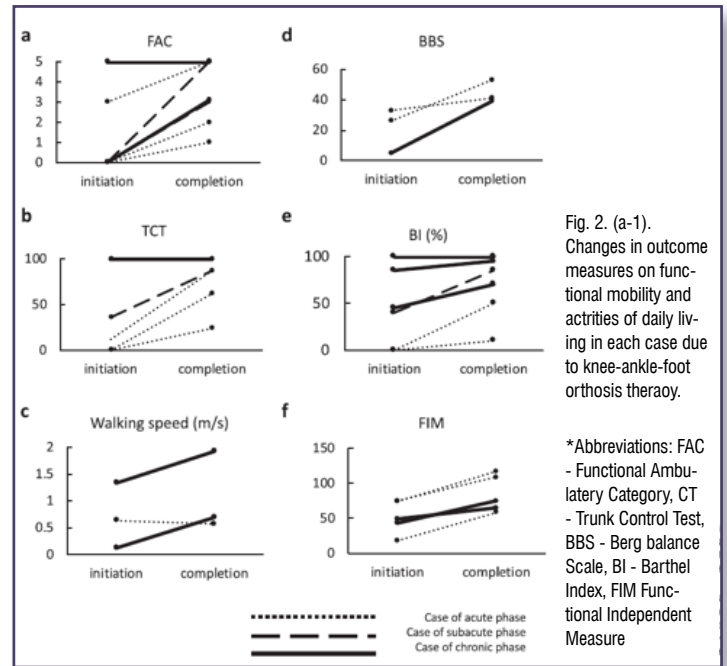 a
FAC
5
4
3
2
1
0
initiation completion
b
TCT
100
50
0
initiation completion
c
Walking speed (m/s)
2
1.5
1
0.5
0
initiation completion
d
BBS
60
40
20
0
initiation completion
e
BI (%)
100
50
0
initiation completion
f
FIM
150
100
50
0
initiation completion
Case of acute phase
Case of subacute phase
Case of chronic phase
Fig. 2. (a-1).
Changes in outcome
measures on func-
tional mobility and
actrities of daily liv-
ing in each case due
to knee-ankle-foot
orthosis theraoy.
*Abbreviations: FAC
- Functional Ambu-
latery Category, CT
- Trunk Control Test,
BBS - Berg balance
Scale, BI - Barthel
Index, FIM Func-
tional Independent
Measure